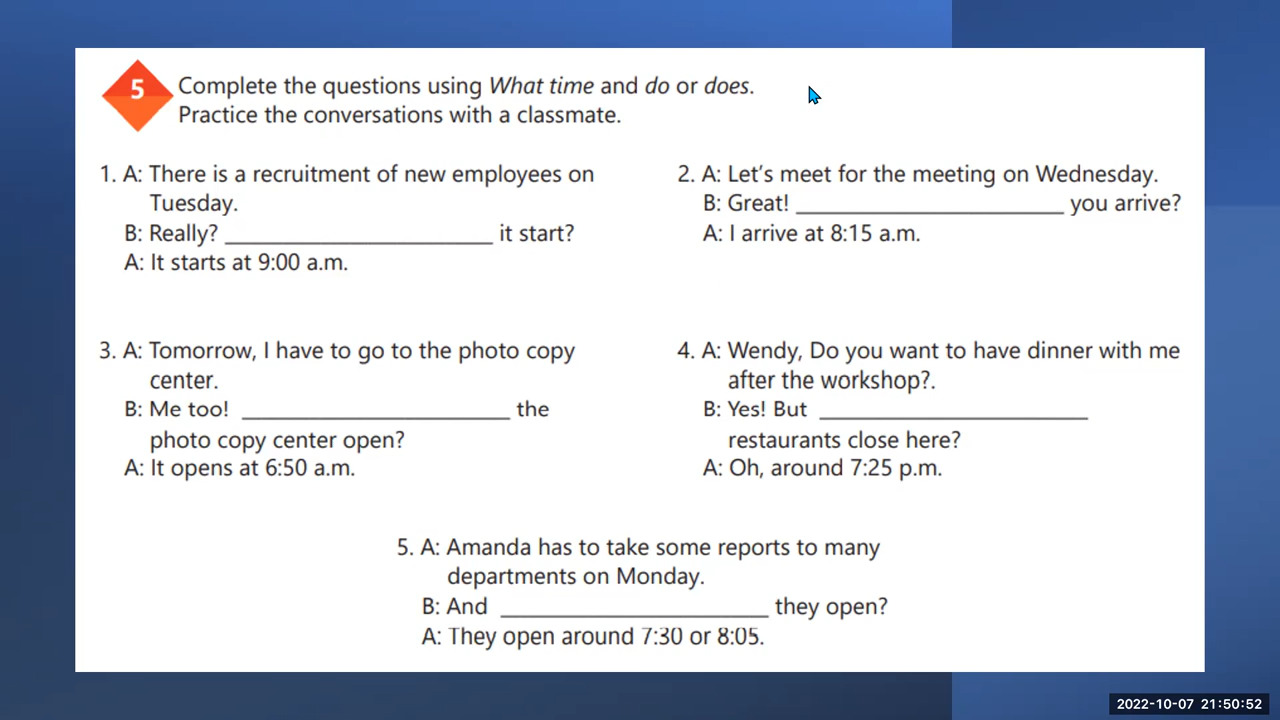 5
Complete the questions using What time and do or does.
Practice the conversations with a classmate.
1. A: There is a recruitment of new employees on
Tuesday.
B: Really? ______________________ it start?
A: It starts at 9:00 a.m.
2. A: Let's meet for the meeting on Wednesday.
B: Great! ______________________ you arrive?
A: I arrive at 8:15 a.m.
3. A: Tomorrow, I have to go to the photo copy
center.
B: Me too! ______________________ the
photo copy center open?
A: It opens at 6:50 a.m.
4. A: Wendy, Do you want to have dinner with me
after the workshop?.
B: Yes! But ______________________
restaurants close here?
A: Oh, around 7:25 p.m.
5. A: Amanda has to take some reports to many
departments on Monday.
B: And ______________________ they open?
A: They open around 7:30 or 8:05.
2022-10-07 21:50:52